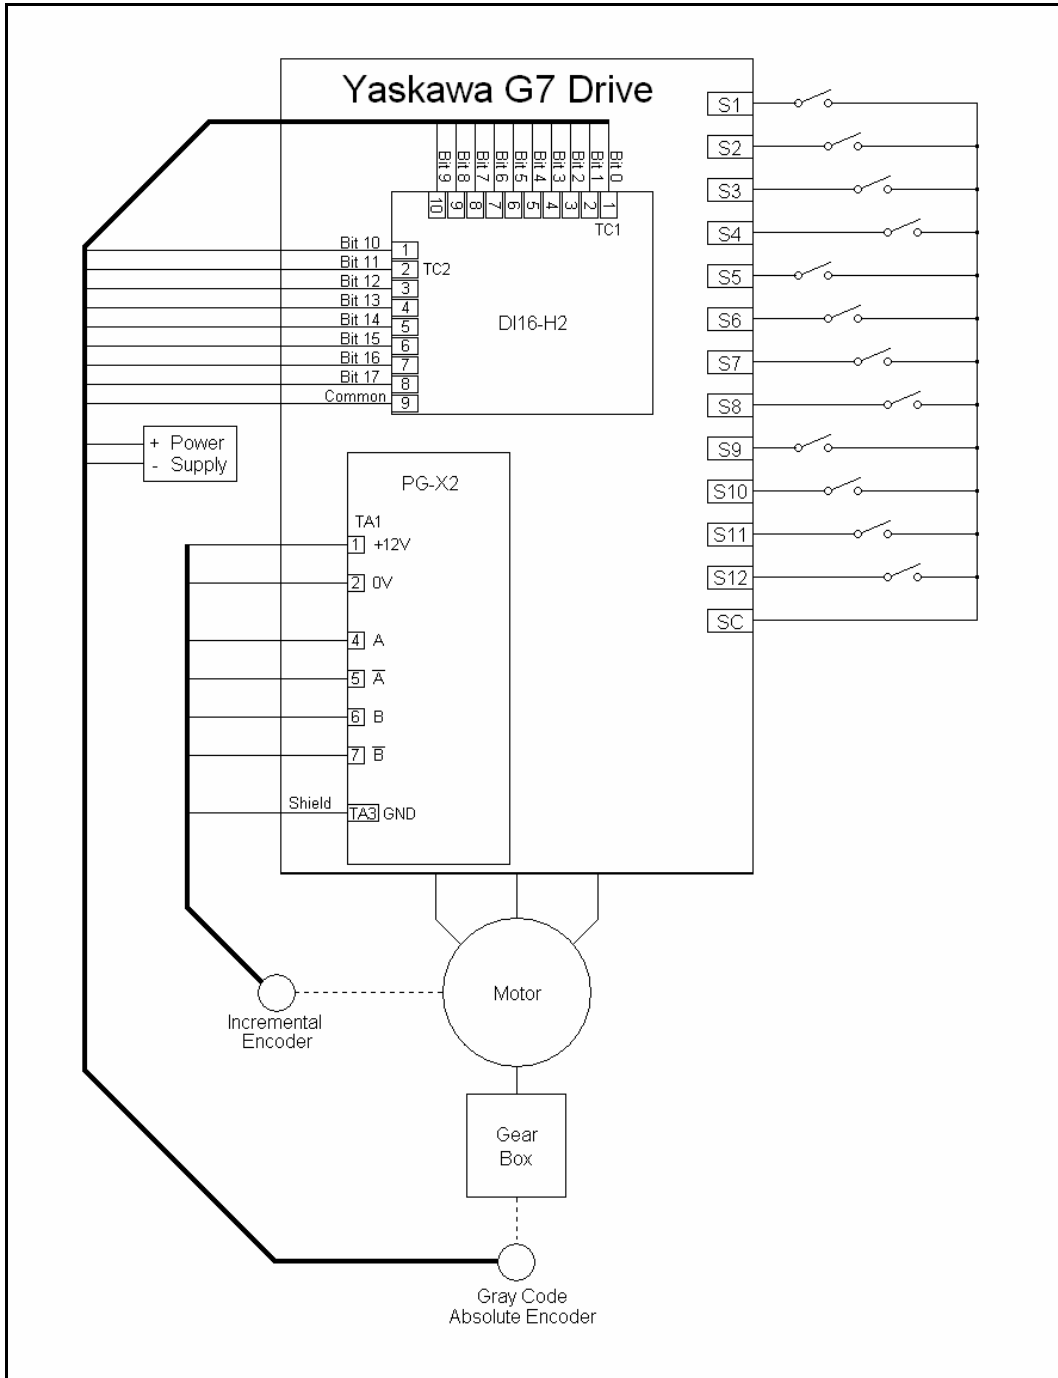 Yaskawa G7 Drive
Bit 9
Bit 8
Bit 7
Bit 6
Bit 5
Bit 4
Bit 3
Bit 2
Bit 1
Bit 0
10
9
8
7
6
5
4
3
2
1
TC1
Bit 10
1
Bit 11
2
TC2
Bit 12
3
Bit 13
4
Bit 14
5
Bit 15
6
Bit 16
7
Bit 17
8
Common
9
DI16-H2
+ Power
- Supply
PG-X2
TA1
1 +12V
2 0V
4 A
5 A̅
6 B
7 B̅
Shield
TA3 GND
S1
S2
S3
S4
S5
S6
S7
S8
S9
S10
S11
S12
SC
Motor
Incremental
Encoder
Gear
Box
Gray Code
Absolute Encoder